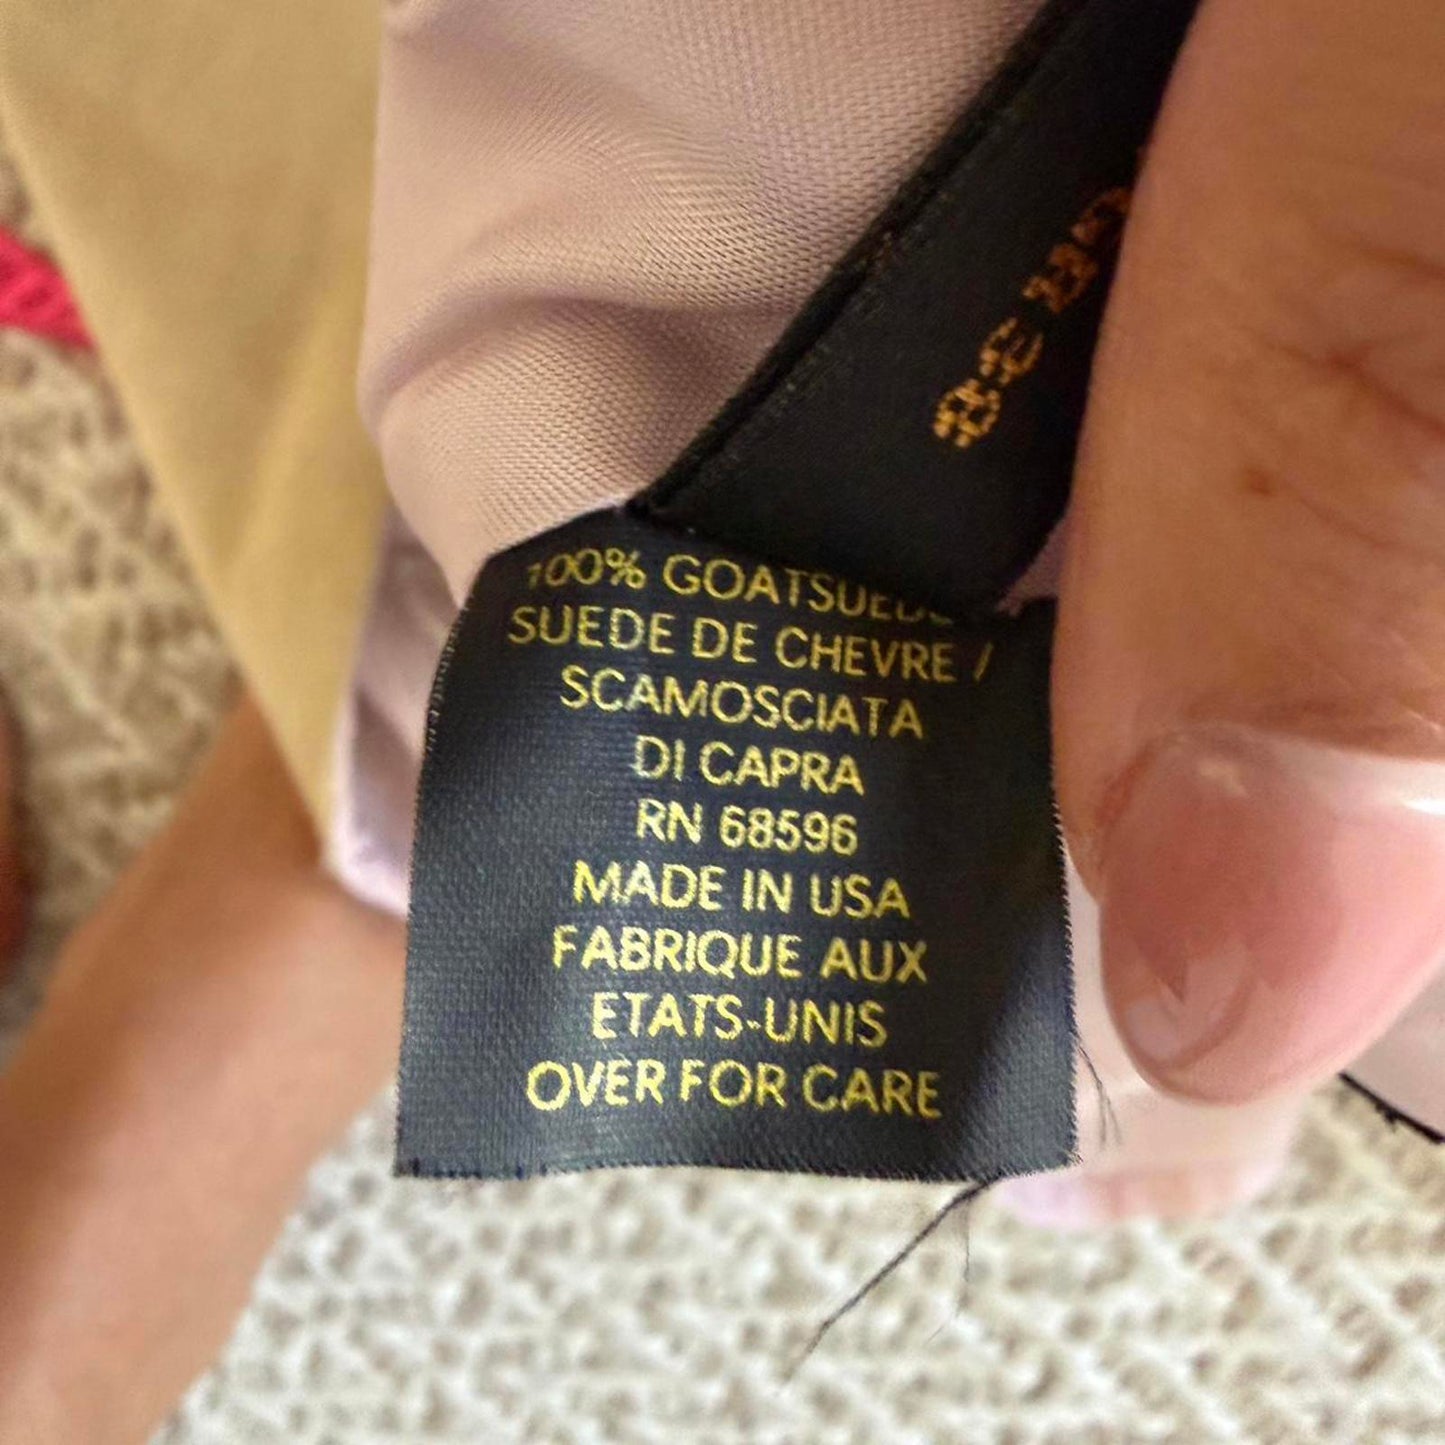 100% GOATSUEDE
SUEDE DE CHEVRE /
SCAMOSCIATA
DI CAPRA
RN 68596
MADE IN USA
FABRIQUE AUX
ETATS-UNIS
OVER FOR CARE